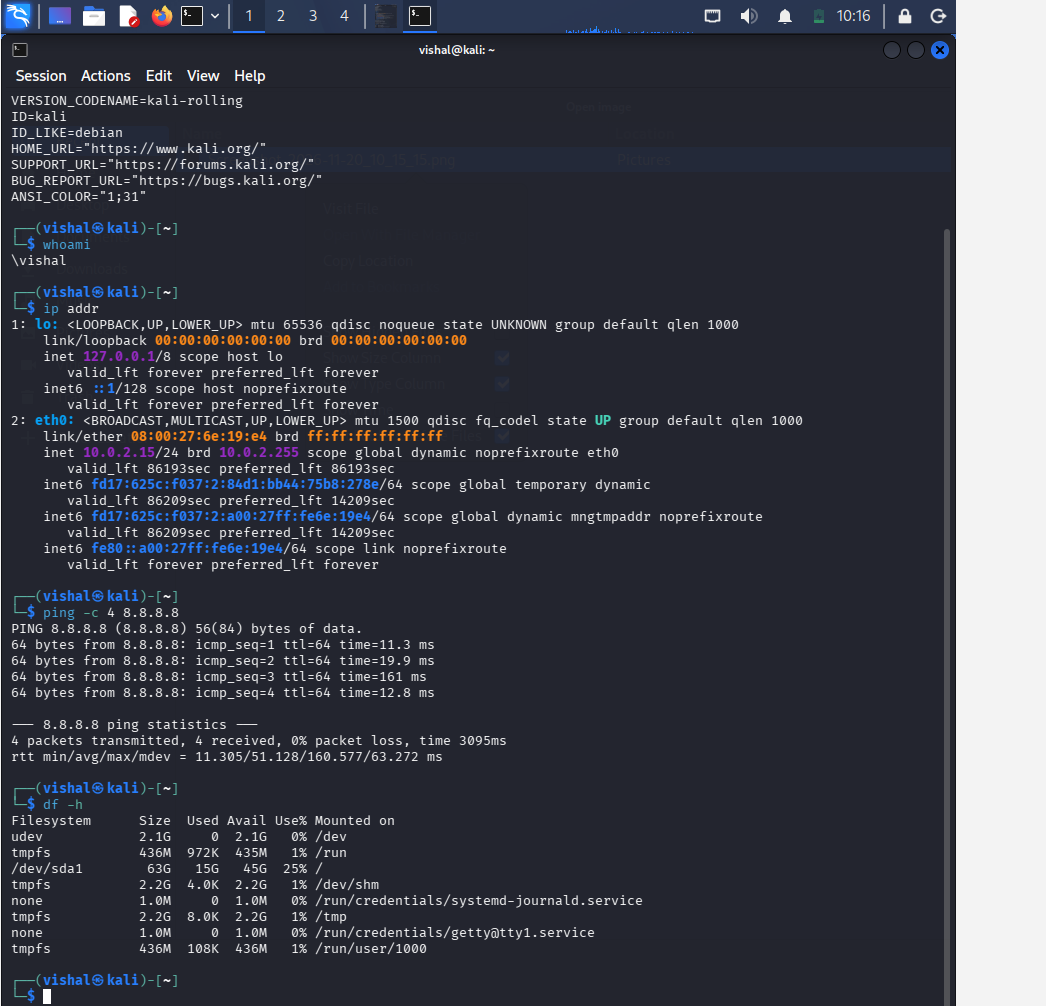 1 2 3 4 10:16
vishal@kali: ~
Session Actions Edit View Help
VERSION_CODENAME=kali-rolling
ID=kali
ID_LIKE=debian
HOME_URL="https://www.kali.org/"
SUPPORT_URL="https://forums.kali.org/"
BUG_REPORT_URL="https://bugs.kali.org/"
ANSI_COLOR="1;31"
┌──(vishal㉿kali)-[~]
└─$ whoami
\vishal
┌──(vishal㉿kali)-[~]
└─$ ip addr
1: lo: <LOOPBACK,UP,LOWER_UP> mtu 65536 qdisc noqueue state UNKNOWN group default qlen 1000
link/loopback 00:00:00:00:00:00 brd 00:00:00:00:00:00
inet 127.0.0.1/8 scope host lo
valid_lft forever preferred_lft forever
inet6 ::1/128 scope host noprefixroute
valid_lft forever preferred_lft forever
2: eth0: <BROADCAST,MULTICAST,UP,LOWER_UP> mtu 1500 qdisc fq_codel state UP group default qlen 1000
link/ether 08:00:27:6e:19:e4 brd ff:ff:ff:ff:ff:ff
inet 10.0.2.15/24 brd 10.0.2.255 scope global dynamic noprefixroute eth0
valid_lft 86193sec preferred_lft 86193sec
inet6 fd17:625c:f037:2:84d1:bb44:75b8:278e/64 scope global temporary dynamic
valid_lft 86209sec preferred_lft 14209sec
inet6 fd17:625c:f037:2:a00:27ff:fe6e:19e4/64 scope global dynamic mngtmpaddr noprefixroute
valid_lft 86209sec preferred_lft 14209sec
inet6 fe80::a00:27ff:fe6e:19e4/64 scope link noprefixroute
valid_lft forever preferred_lft forever
┌──(vishal㉿kali)-[~]
└─$ ping -c 4 8.8.8.8
PING 8.8.8.8 (8.8.8.8) 56(84) bytes of data.
64 bytes from 8.8.8.8: icmp_seq=1 ttl=64 time=11.3 ms
64 bytes from 8.8.8.8: icmp_seq=2 ttl=64 time=19.9 ms
64 bytes from 8.8.8.8: icmp_seq=3 ttl=64 time=161 ms
64 bytes from 8.8.8.8: icmp_seq=4 ttl=64 time=12.8 ms
--- 8.8.8.8 ping statistics ---
4 packets transmitted, 4 received, 0% packet loss, time 3095ms
rtt min/avg/max/mdev = 11.305/51.128/160.577/63.272 ms
┌──(vishal㉿kali)-[~]
└─$ df -h
Filesystem Size Used Avail Use% Mounted on
udev 2.1G 0 2.1G 0% /dev
tmpfs 436M 972K 435M 1% /run
/dev/sda1 63G 15G 45G 25% /
tmpfs 2.2G 4.0K 2.2G 1% /dev/shm
none 1.0M 0 1.0M 0% /run/credentials/systemd-journald.service
tmpfs 2.2G 8.0K 2.2G 1% /tmp
none 1.0M 0 1.0M 0% /run/credentials/getty@tty1.service
tmpfs 436M 108K 436M 1% /run/user/1000
┌──(vishal㉿kali)-[~]
└─$